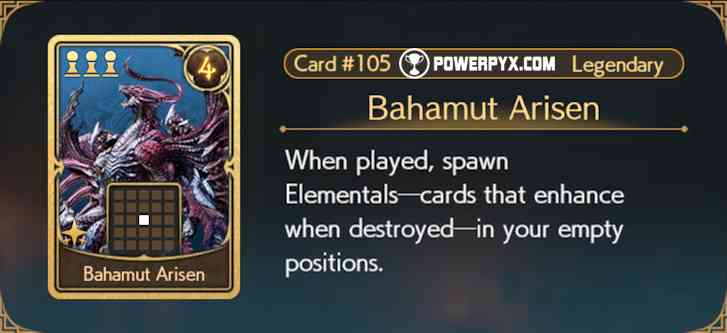 4
Bahamut Arisen
Card #105 POWERPYX.COM Legendary
Bahamut Arisen
When played, spawn
Elementals—cards that enhance
when destroyed—in your empty
positions.